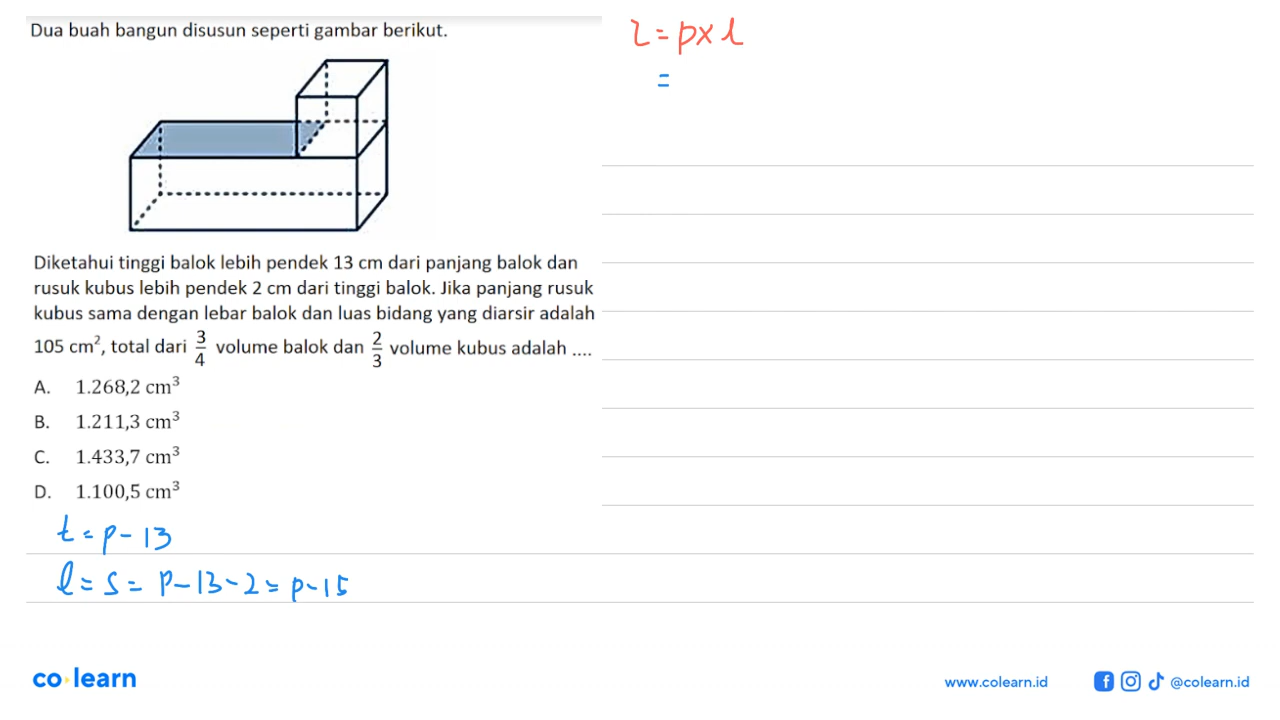 Dua buah bangun disusun seperti gambar berikut.
L = p x l
=
Diketahui tinggi balok lebih pendek 13 cm dari panjang balok dan
rusuk kubus lebih pendek 2 cm dari tinggi balok. Jika panjang rusuk
kubus sama dengan lebar balok dan luas bidang yang diarsir adalah
105 cm², total dari 3/4 volume balok dan 2/3 volume kubus adalah ....
A. 1.268,2 cm³
B. 1.211,3 cm³
C. 1.433,7 cm³
D. 1.100,5 cm³
t = p - 13
l = s = p - 13 - 2 = p - 15
co learn
www.colearn.id
@colearn.id